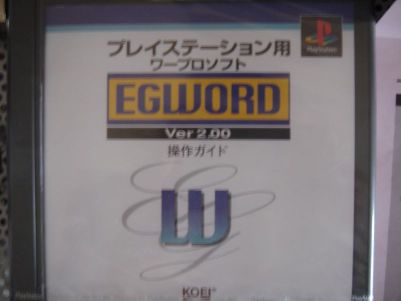 プレイステーション用
ワープロソフト
EGWORD
Ver 2.00
操作ガイド
W
KOEI®
PlayStation